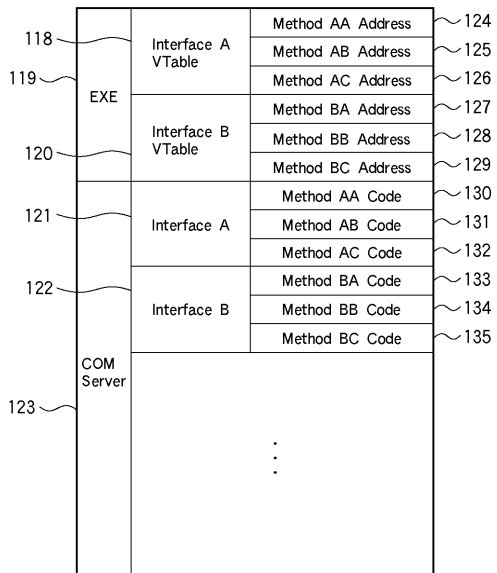 118
Interface A
VTable
Method AA Address
124
Method AB Address
125
119
Method AC Address
126
EXE
Method BA Address
127
Interface B
VTable
Method BB Address
128
120
Method BC Address
129
121
Interface A
Method AA Code
130
Method AB Code
131
Method AC Code
132
122
Interface B
Method BA Code
133
Method BB Code
134
Method BC Code
135
COM
Server
123